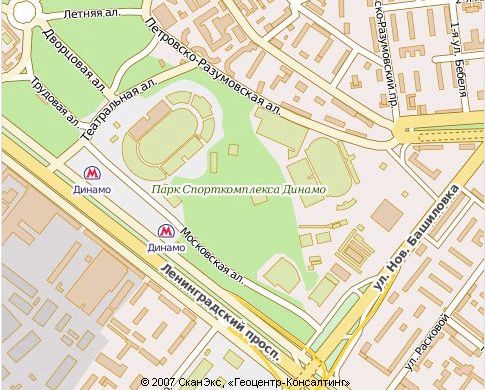 Летняя ал.
Дворцовая ал.
Трудовая ал.
Театральная ал.
Петровско-Разумовская ал.
ско-Разумовский пр.
1-я ул. Бебеля
Динамо
Парк Спорткомплекса Динамо
Динамо
Московская ал.
Ленинградский просп.
ул. Нов. Башиловка
ул. Расковой
© 2007 СканЭкс, «Геоцентр-Консалтинг»